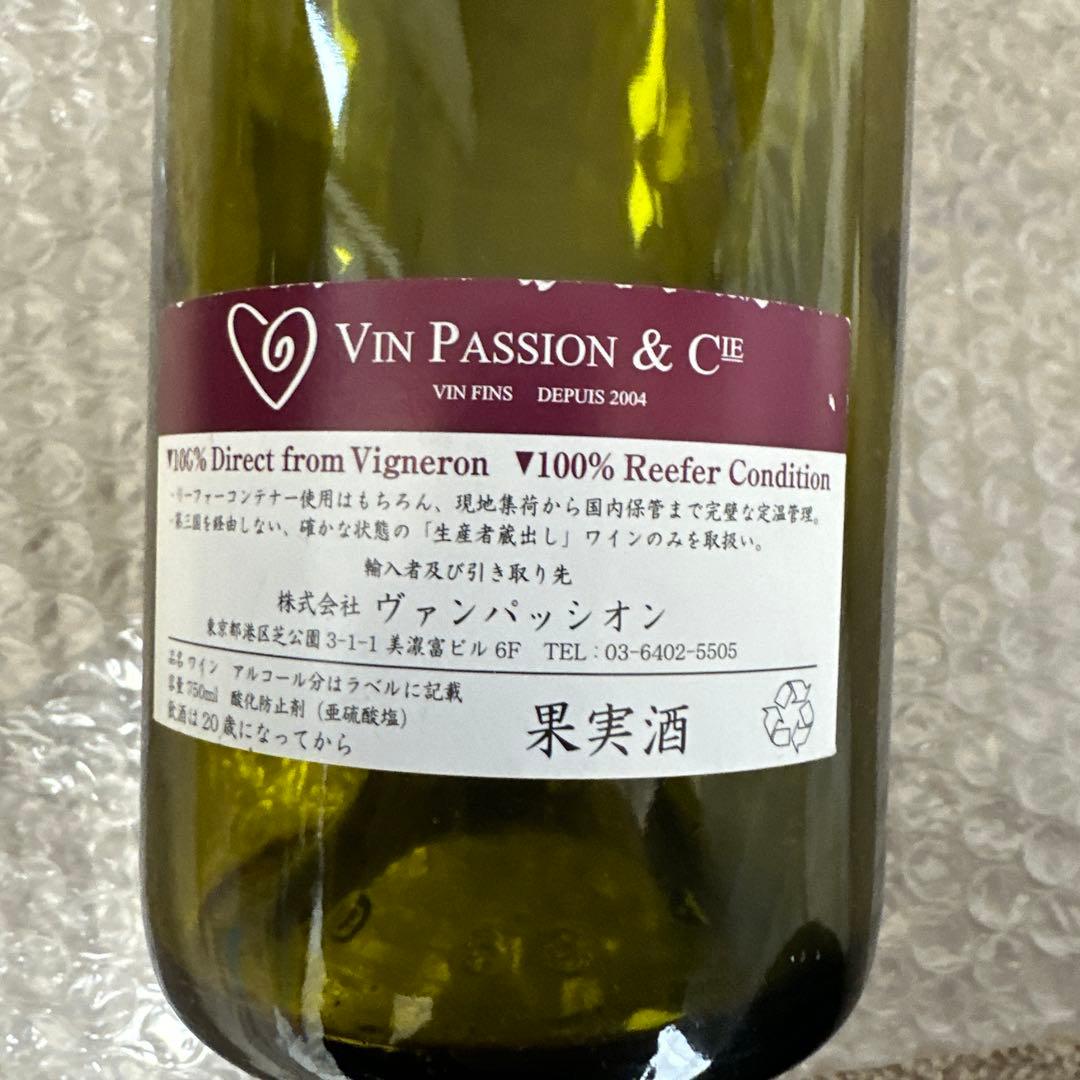 VIN PASSION & CIE
VIN FINS DEPUIS 2004
▼100% Direct from Vigneron ▼100% Reefer Condition
・リーファーコンテナー使用はもちろん、現地集荷から国内保管まで完璧な定温管理。
・第三国を経由しない、確かな状態の「生産者蔵出し」ワインのみを取扱い。
輸入者及び引き取り先
株式会社 ヴァンパッシオン
東京都港区芝公園 3-1-1 美濃富ビル 6F TEL : 03-6402-5505
品名 ワイン アルコール分はラベルに記載
容量 750ml 酸化防止剤 (亜硫酸塩)
飲酒は20歳になってから
果実酒